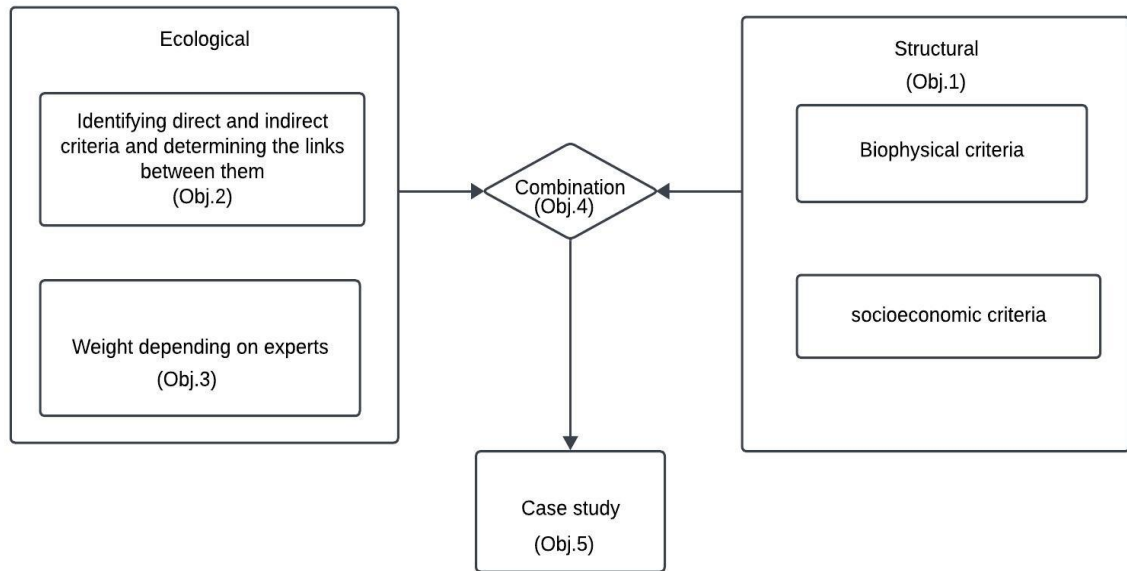 Ecological
Identifying direct and indirect
criteria and determining the links
between them
(Obj.2)
Weight depending on experts
(Obj.3)
Combination
(Obj.4)
Structural
(Obj.1)
Biophysical criteria
socioeconomic criteria
Case study
(Obj.5)